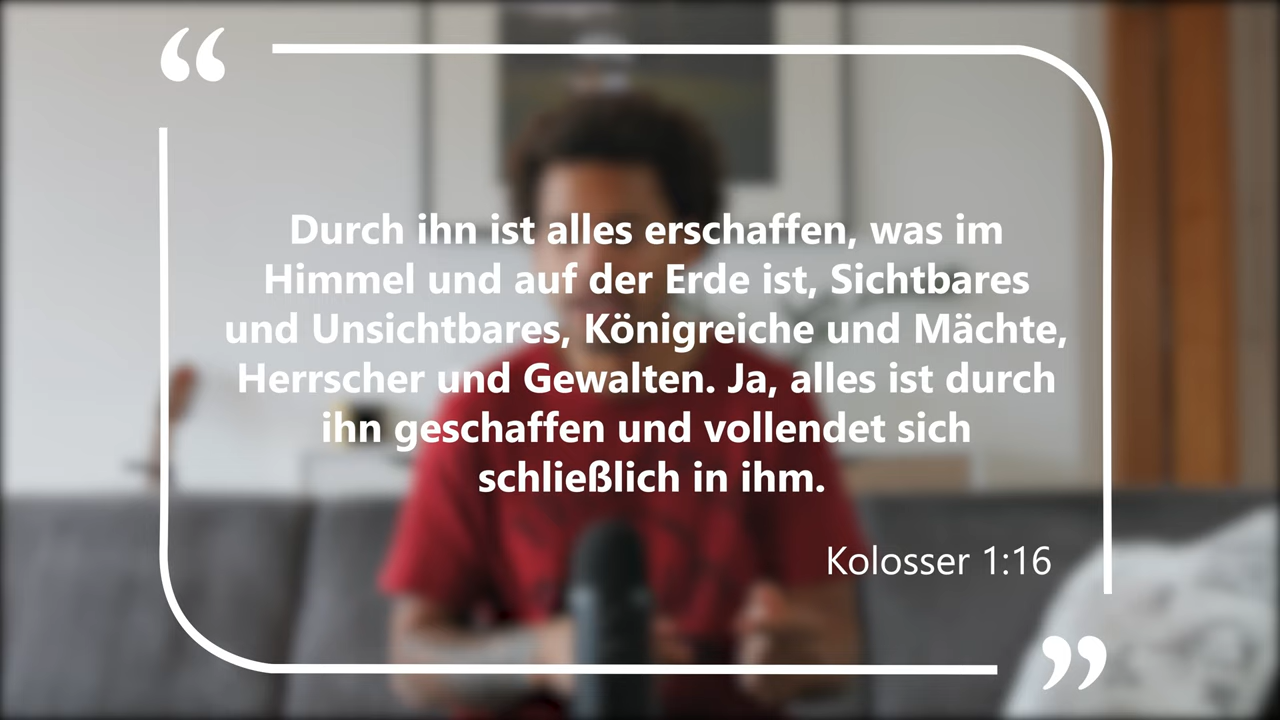 Durch ihn ist alles erschaffen, was im
Himmel und auf der Erde ist, Sichtbares
und Unsichtbares, Königreiche und Mächte,
Herrscher und Gewalten. Ja, alles ist durch
ihn geschaffen und vollendet sich
schließlich in ihm.
Kolosser 1:16